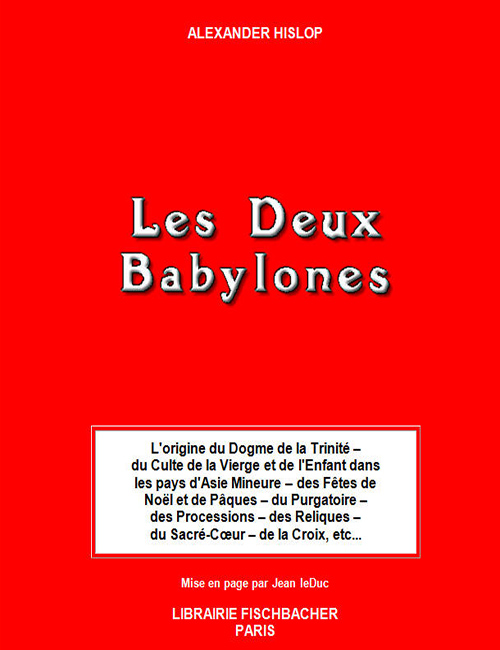 ALEXANDER HISLOP
Les Deux
Babylones
L'origine du Dogme de la Trinité –
du Culte de la Vierge et de l'Enfant dans
les pays d'Asie Mineure – des Fêtes de
Noël et de Pâques – du Purgatoire –
des Processions – des Reliques –
du Sacré-Cœur – de la Croix, etc...
Mise en page par Jean leDuc
LIBRAIRIE FISCHBACHER
PARIS